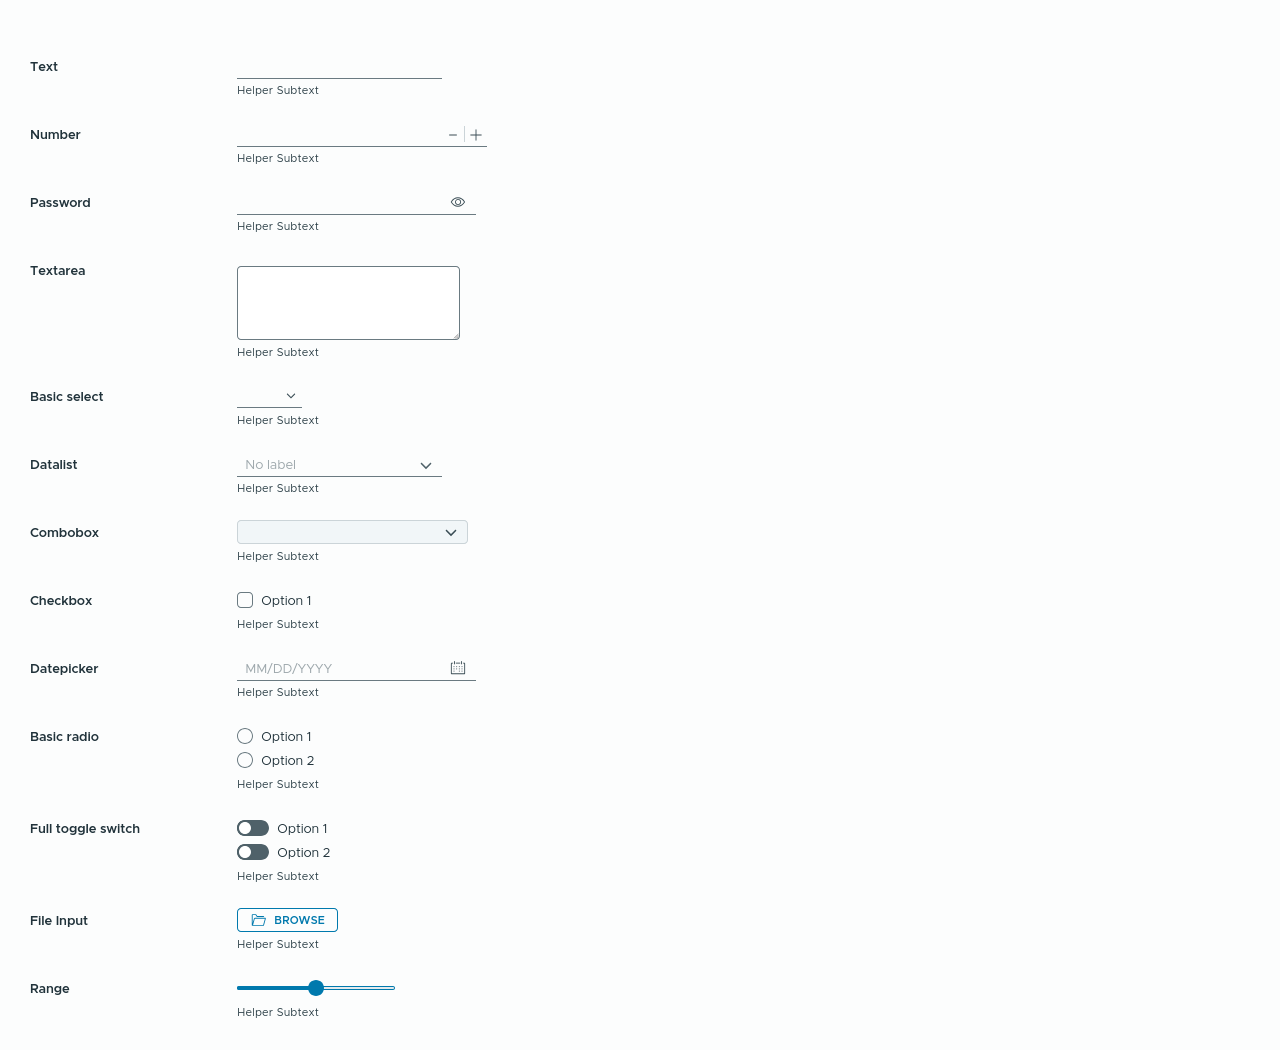 Text
Helper Subtext
Number
Helper Subtext
Password
Helper Subtext
Textarea
Helper Subtext
Basic select
Helper Subtext
Datalist No label
Helper Subtext
Combobox
Helper Subtext
Checkbox Option 1
Helper Subtext
Datepicker MM/DD/YYYY
Helper Subtext
Basic radio Option 1
Option 2
Helper Subtext
Full toggle switch Option 1
Option 2
Helper Subtext
File Input BROWSE
Helper Subtext
Range
Helper Subtext